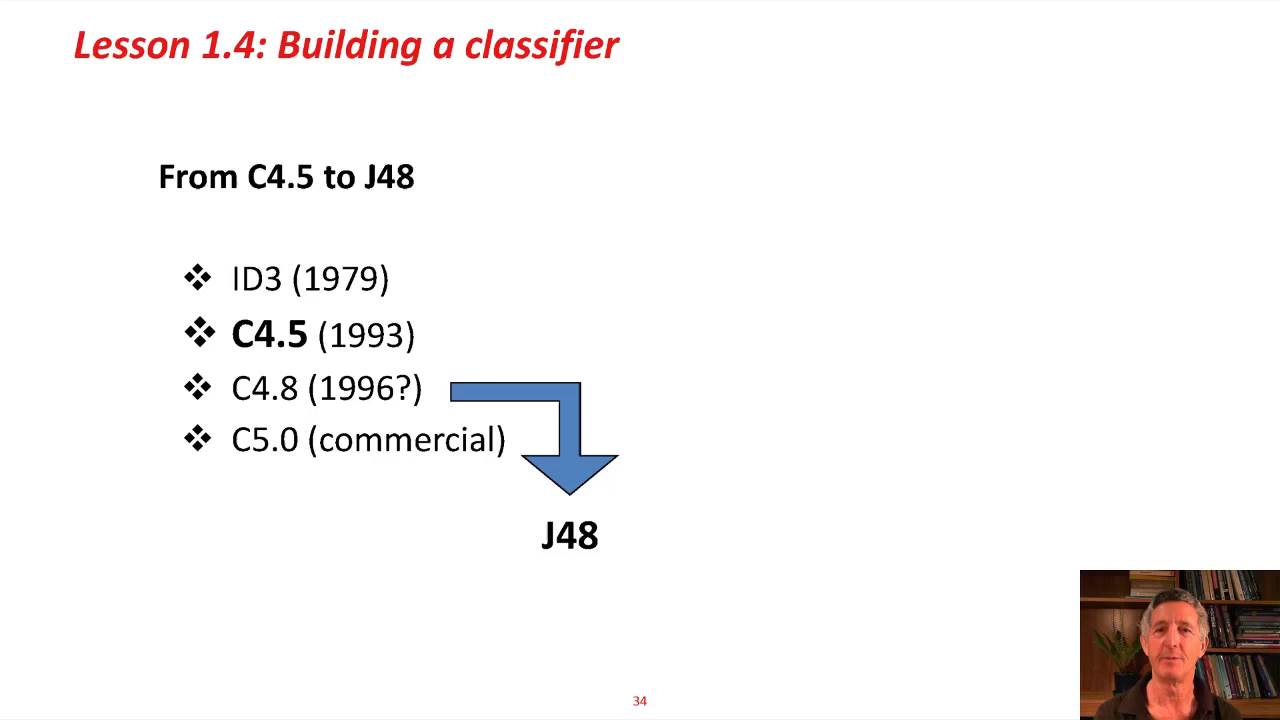 Lesson 1.4: Building a classifier
From C4.5 to J48
❖ ID3 (1979)
❖ C4.5 (1993)
❖ C4.8 (1996?)
❖ C5.0 (commercial)
J48
34